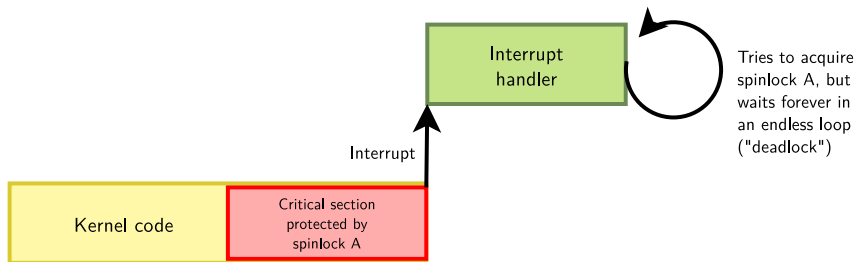 Interrupt
handler
Tries to acquire
spinlock A, but
waits forever in
an endless loop
("deadlock")
Interrupt
Kernel code
Critical section
protected by
spinlock A